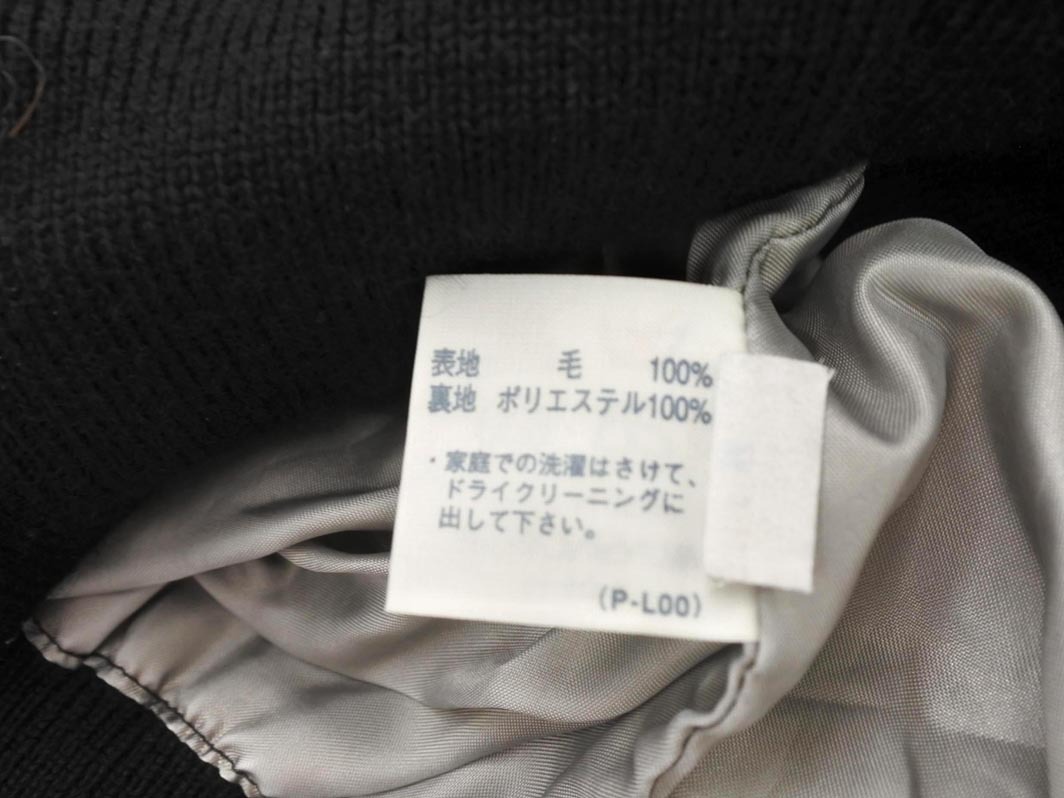 表地 毛 100%
裏地 ポリエステル100%
・家庭での洗濯はさけて、
ドライクリーニングに
出して下さい。
(P-L00)